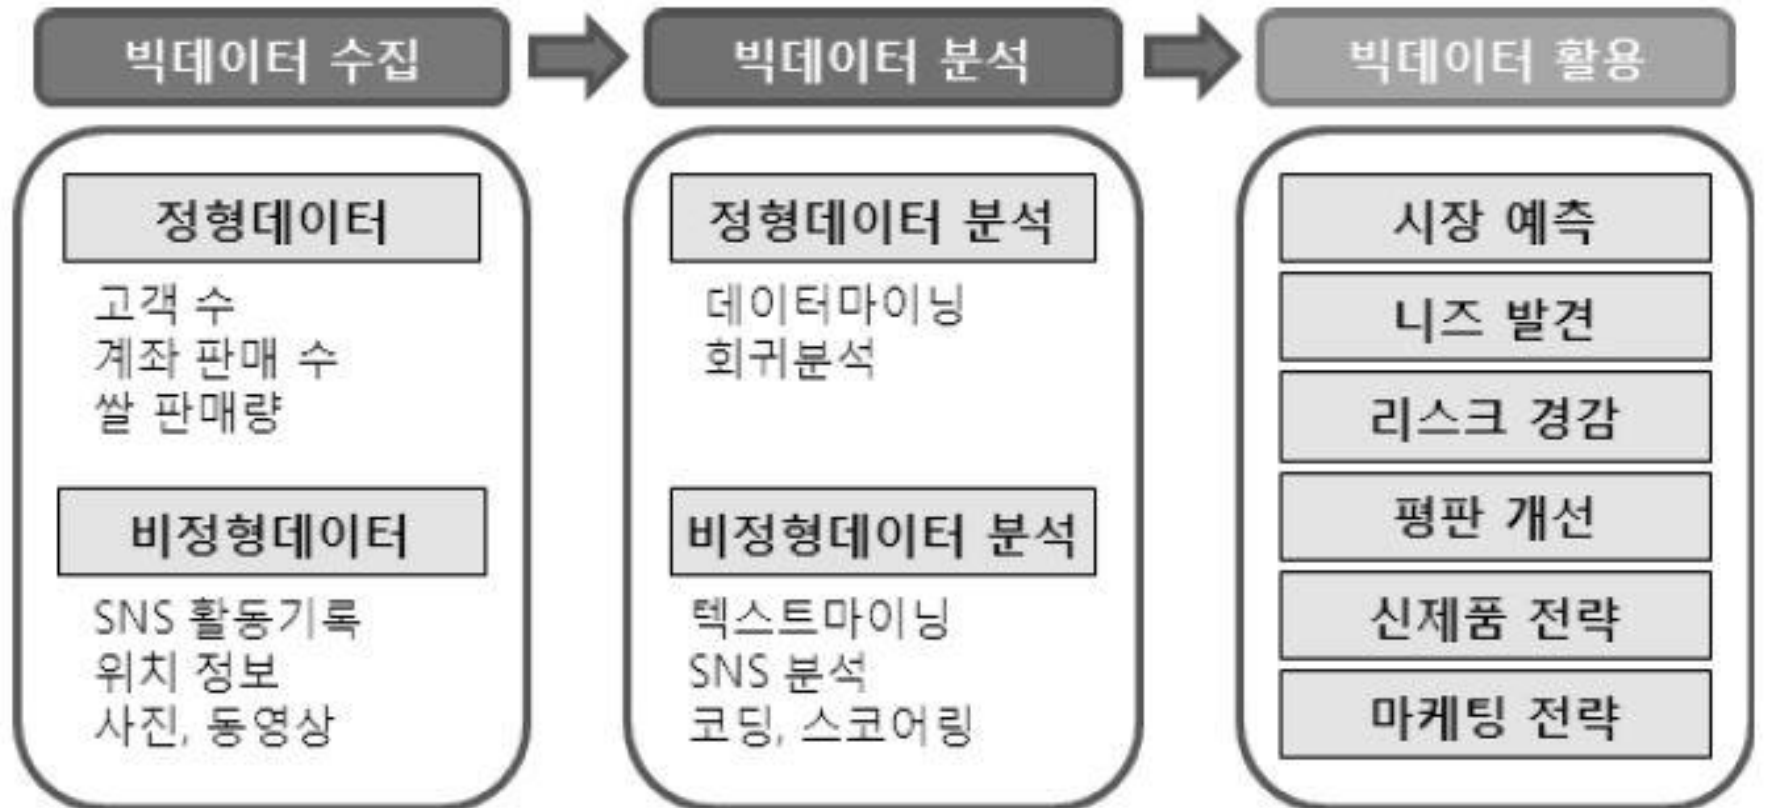 빅데이터 수집
빅데이터 분석
빅데이터 활용
정형데이터
고객 수
계좌 판매 수
쌀 판매량
비정형데이터
SNS 활동기록
위치 정보
사진, 동영상
정형데이터 분석
데이터마이닝
회귀분석
비정형데이터 분석
텍스트마이닝
SNS 분석
코딩, 스코어링
시장 예측
니즈 발견
리스크 경감
평판 개선
신제품 전략
마케팅 전략